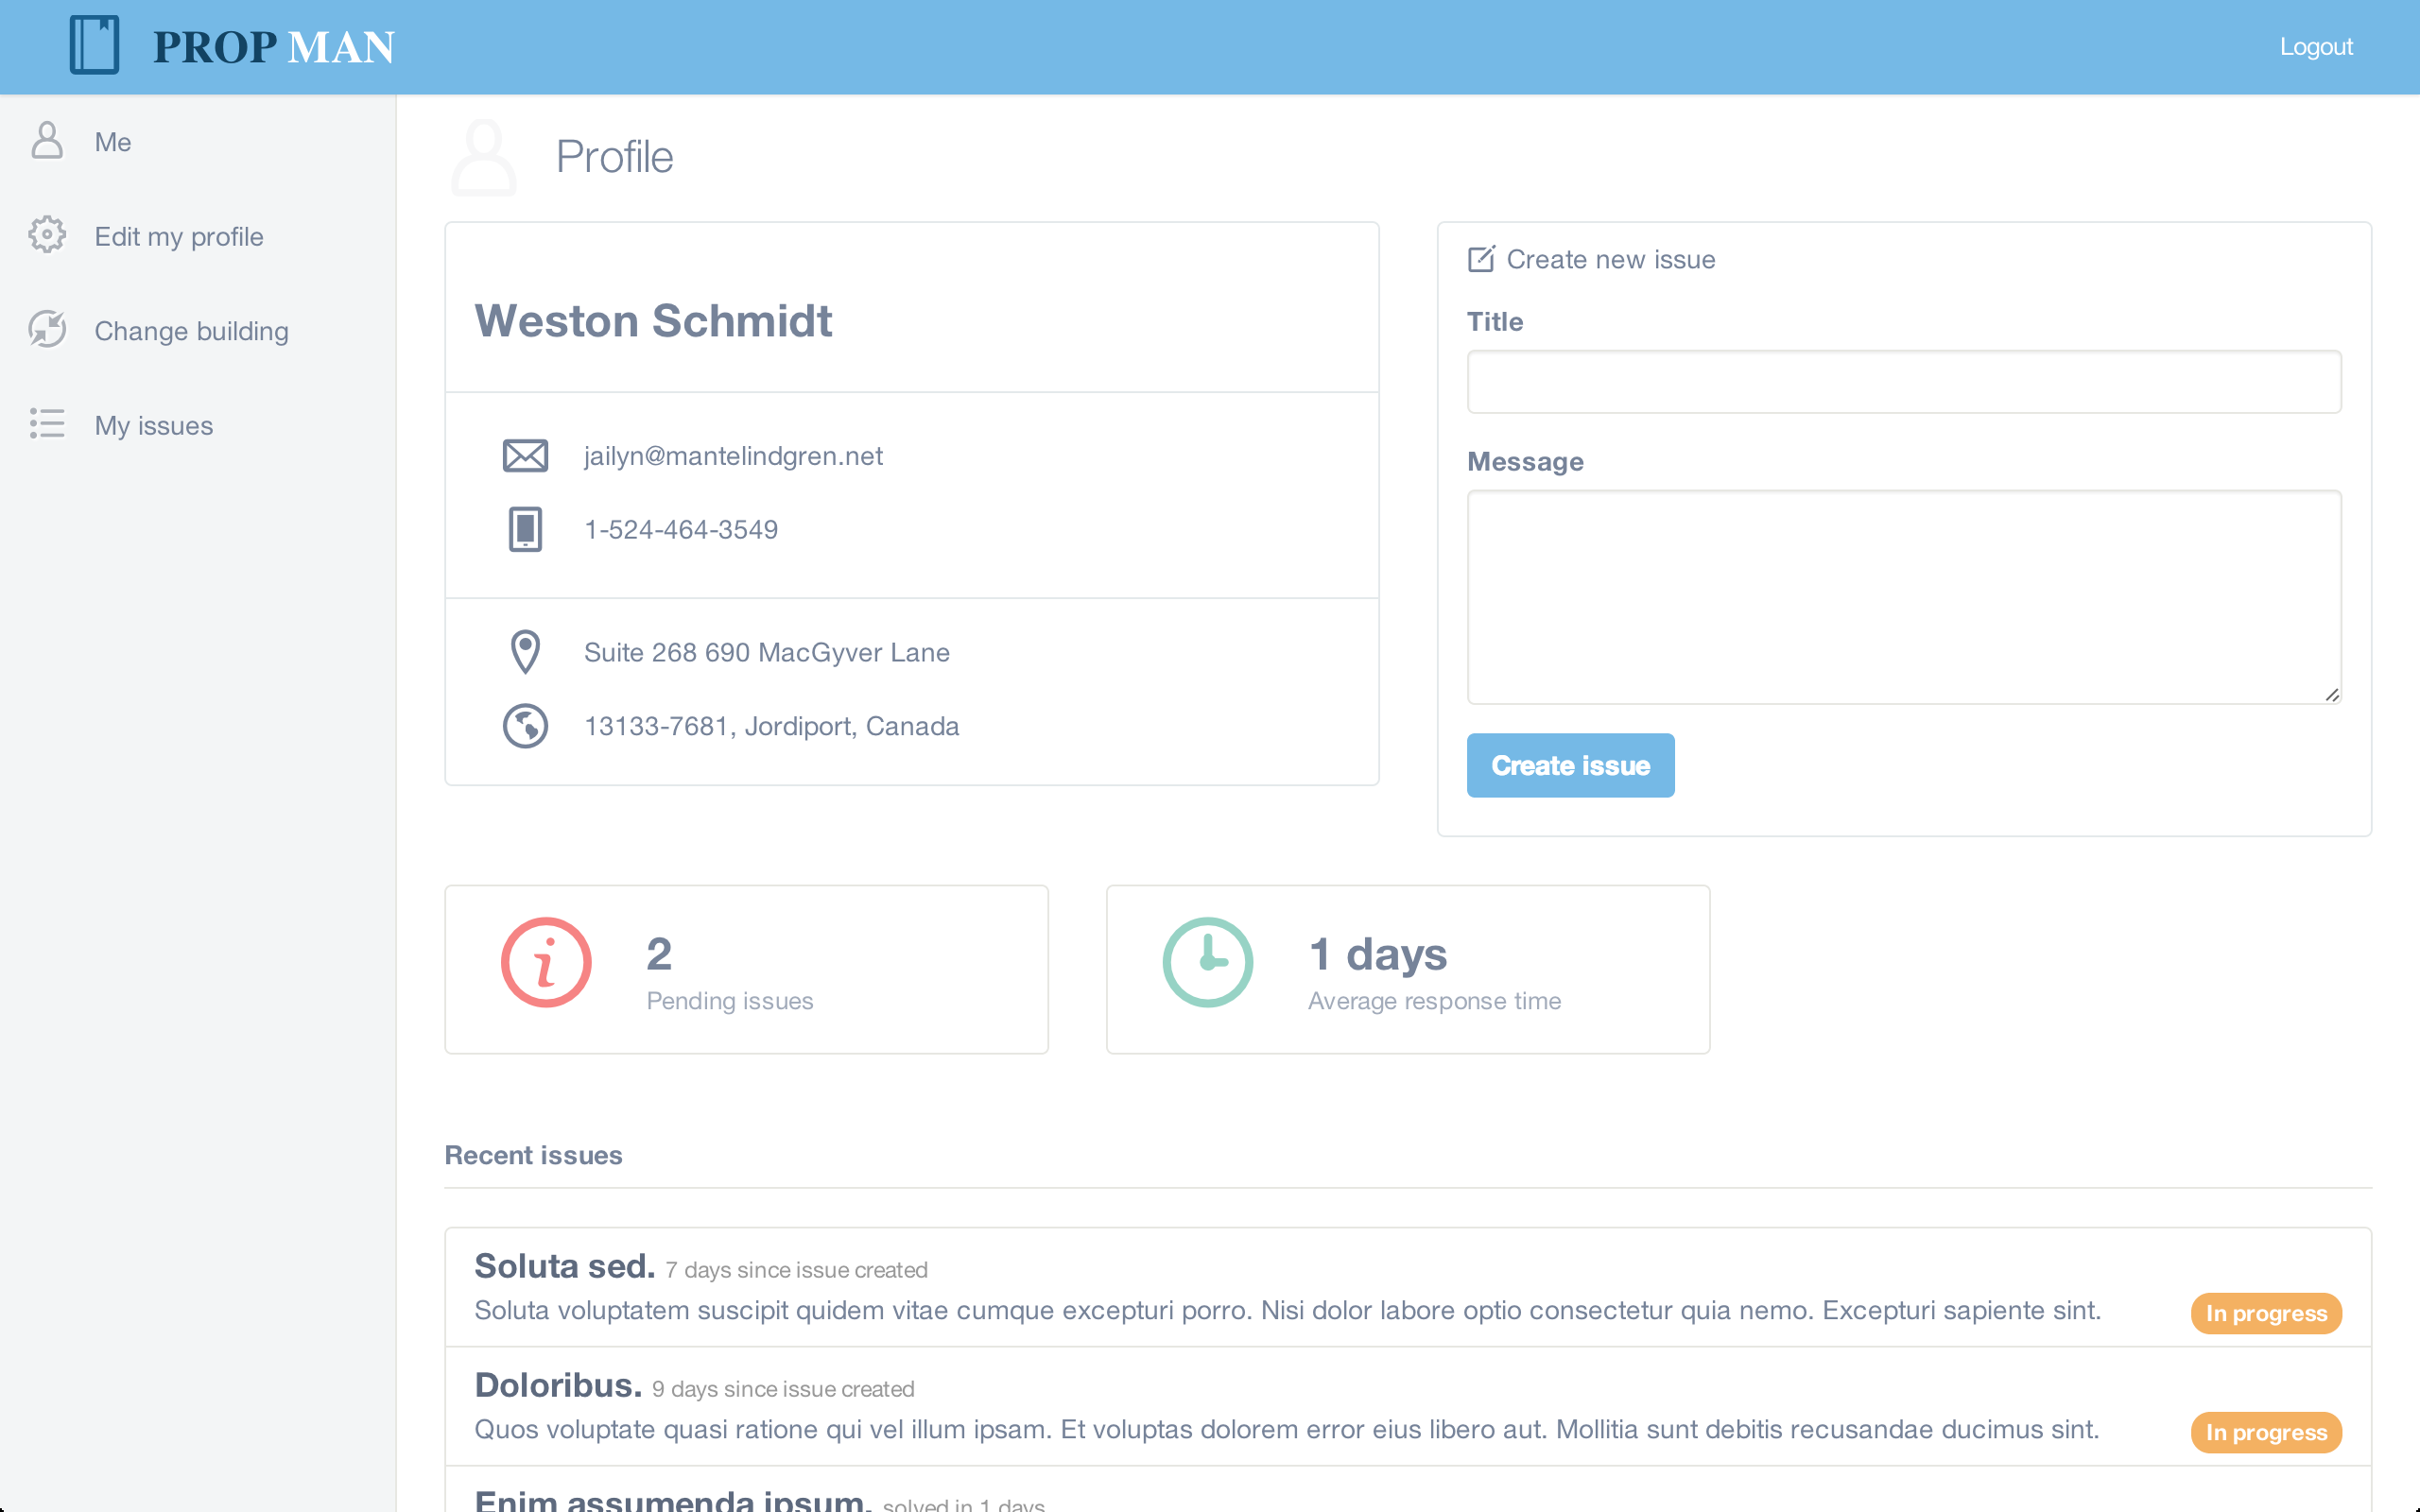 PROP MAN
Logout
Me
Edit my profile
Change building
My issues
Profile
Weston Schmidt
jailyn@mantelindgren.net
1-524-464-3549
Suite 268 690 MacGyver Lane
13133-7681, Jordiport, Canada
Create new issue
Title
Message
Create issue
2
Pending issues
1 days
Average response time
Recent issues
Soluta sed. 7 days since issue created
Soluta voluptatem suscipit quidem vitae cumque excepturi porro. Nisi dolor labore optio consectetur quia nemo. Excepturi sapiente sint.
In progress
Doloribus. 9 days since issue created
Quos voluptate quasi ratione qui vel illum ipsam. Et voluptas dolorem error eius libero aut. Mollitia sunt debitis recusandae ducimus sint.
In progress
Enim assumenda ipsum. solved in 1 days